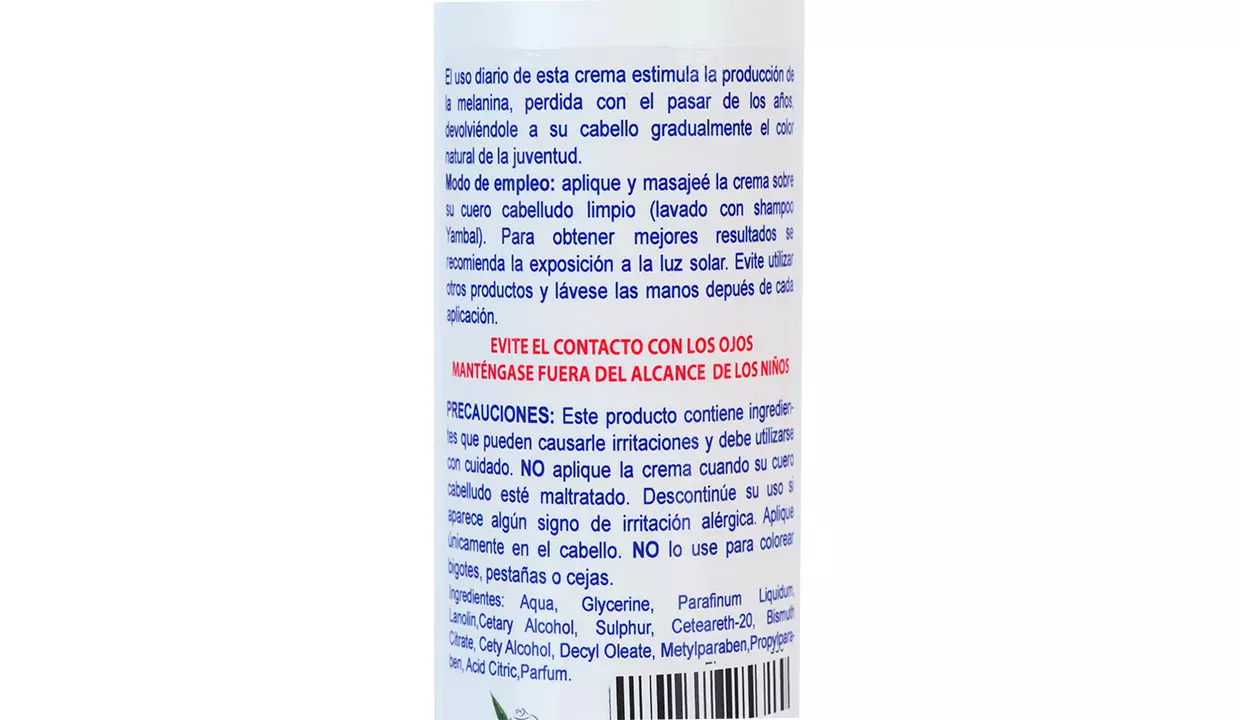 El uso diario de esta crema estimula la producción de
la melanina, perdida con el pasar de los años,
devolviéndole a su cabello gradualmente el color
natural de la juventud.
Modo de empleo: aplique y masajeé la crema sobre
su cuero cabelludo limpio (lavado con shampoo
Yambal). Para obtener mejores resultados se
recomienda la exposición a la luz solar. Evite utilizar
otros productos y lávese las manos depués de cada
aplicación.
EVITE EL CONTACTO CON LOS OJOS
MANTÉNGASE FUERA DEL ALCANCE DE LOS NIÑOS
PRECAUCIONES: Este producto contiene ingredien-
tes que pueden causarle irritaciones y debe utilizarse
con cuidado. NO aplique la crema cuando su cuero
cabelludo esté maltratado. Descontinúe su uso si
aparece algún signo de irritación alérgica. Aplique
únicamente en el cabello. NO lo use para colorear
bigotes, pestañas o cejas.
Ingredientes: Aqua, Glycerine, Parafinum Liquidum,
Lanolin,Cetary Alcohol, Sulphur, Ceteareth-20, Bismuth
Citrate, Cety Alcohol, Decyl Oleate, Metylparaben,Propylpara-
ben, Acid Citric,Parfum.